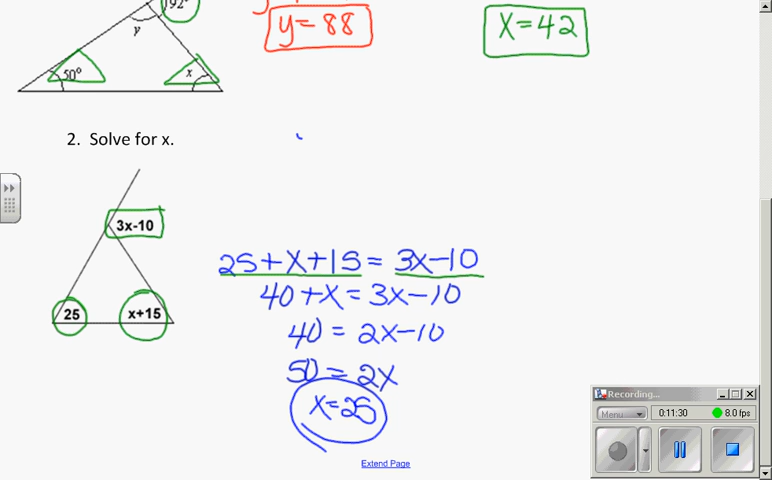 92°
y = 88
X = 42
y
50°
x
2. Solve for x.
3x-10
25
x+15
25 + X + 15 = 3X - 10
40 + X = 3X - 10
40 = 2X - 10
50 = 2X
X = 25
Extend Page
Recording...
Menu
0:11:30
8.0 fps